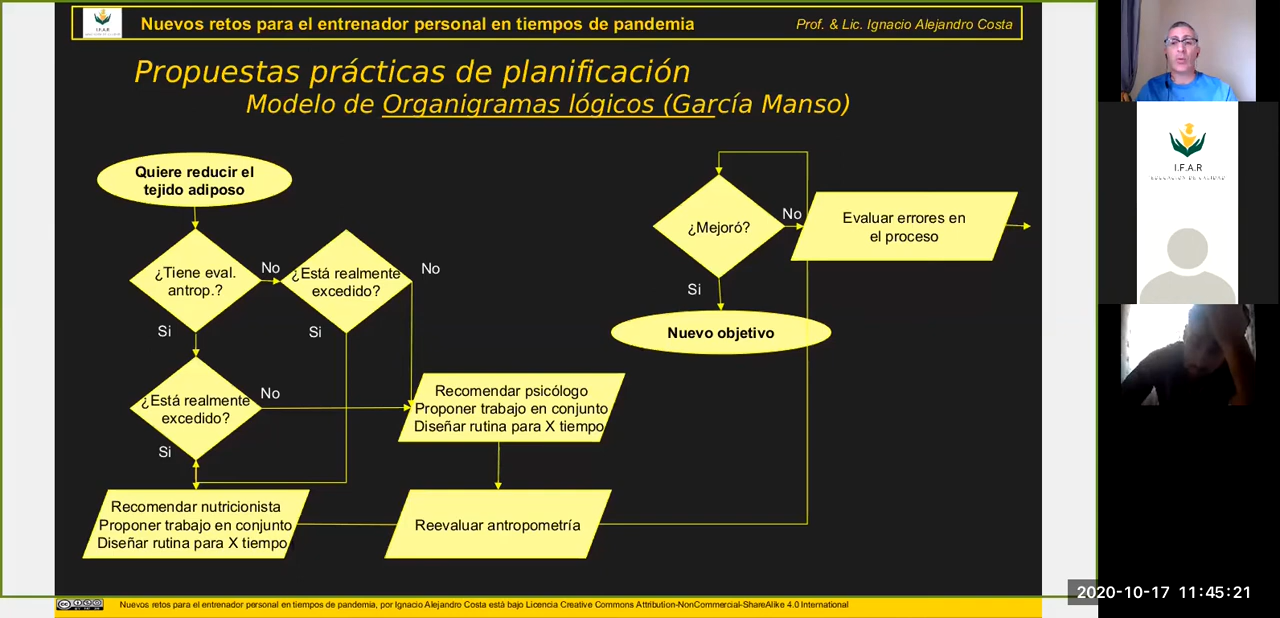 Nuevos retos para el entrenador personal en tiempos de pandemia
Prof. & Lic. Ignacio Alejandro Costa
I.F.A.R
Propuestas prácticas de planificación
Modelo de Organigramas lógicos (García Manso)
Quiere reducir el
tejido adiposo
¿Tiene eval.
antrop.?
No
¿Está realmente
excedido?
No
Si
Si
¿Está realmente
excedido?
No
Si
Recomendar psicólogo
Proponer trabajo en conjunto
Diseñar rutina para X tiempo
Recomendar nutricionista
Proponer trabajo en conjunto
Diseñar rutina para X tiempo
Reevaluar antropometría
¿Mejoró?
No
Evaluar errores en
el proceso
Si
Nuevo objetivo
I.F.A.R
Nuevos retos para el entrenador personal en tiempos de pandemia, por Ignacio Alejandro Costa está bajo Licencia Creative Commons Attribution-NonCommercial-ShareAlike 4.0 International
2020-10-17 11:45:21